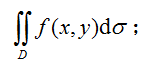 ∬_D f(x, y)dσ ;